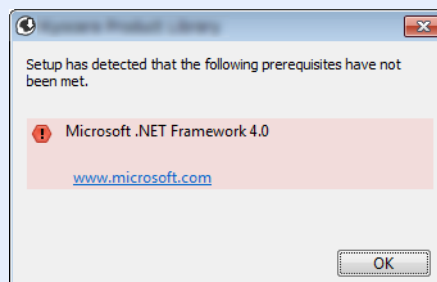 Setup has detected that the following prerequisites have not
been met.
Microsoft .NET Framework 4.0
www.microsoft.com
OK